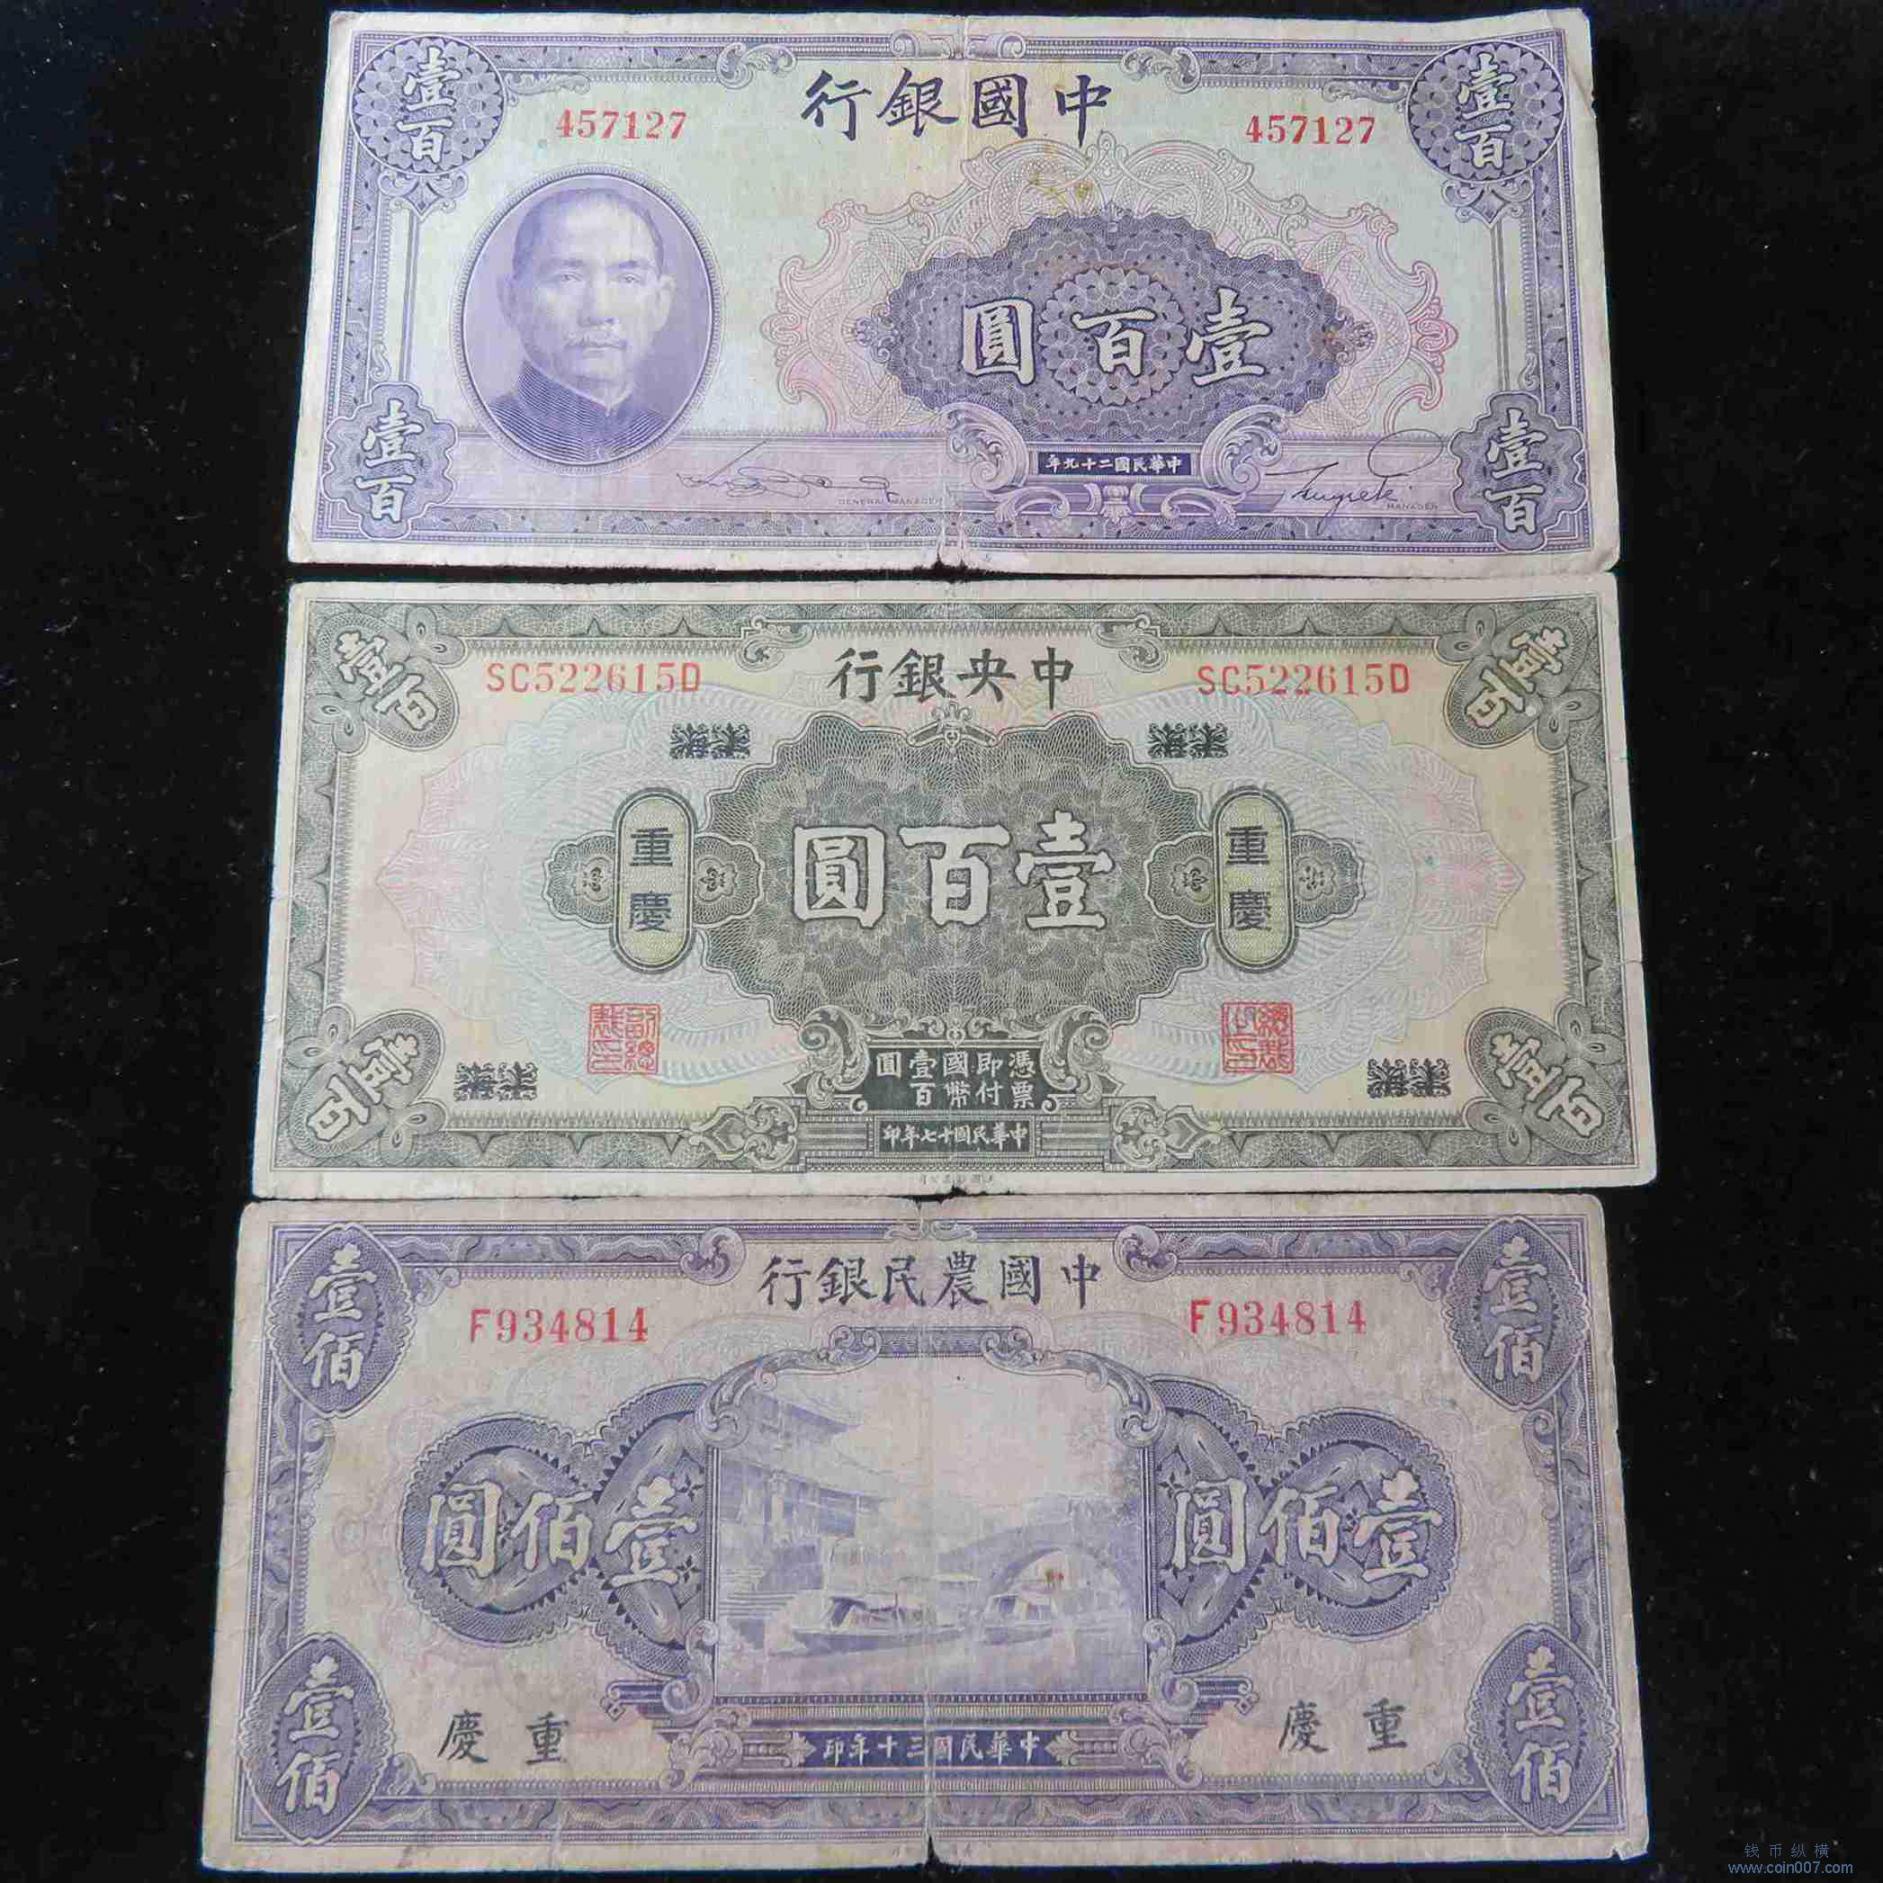 壹百
中國銀行
壹百
457127
457127
壹百圓
中華民國二十九年
壹百
GENERAL MANAGER
MANAGER
壹百
壹百
中央銀行
壹百
SC522615D
SC522615D
重慶
壹百圓
重慶
憑票
即付
國幣
壹百
圓
中華民國十七年印
壹百
壹百
壹佰
中國農民銀行
壹佰
F934814
F934814
壹佰圓
壹佰圓
重慶
重慶
中華民國三十年印
壹佰
壹佰
钱币纵横
www.coin007.com